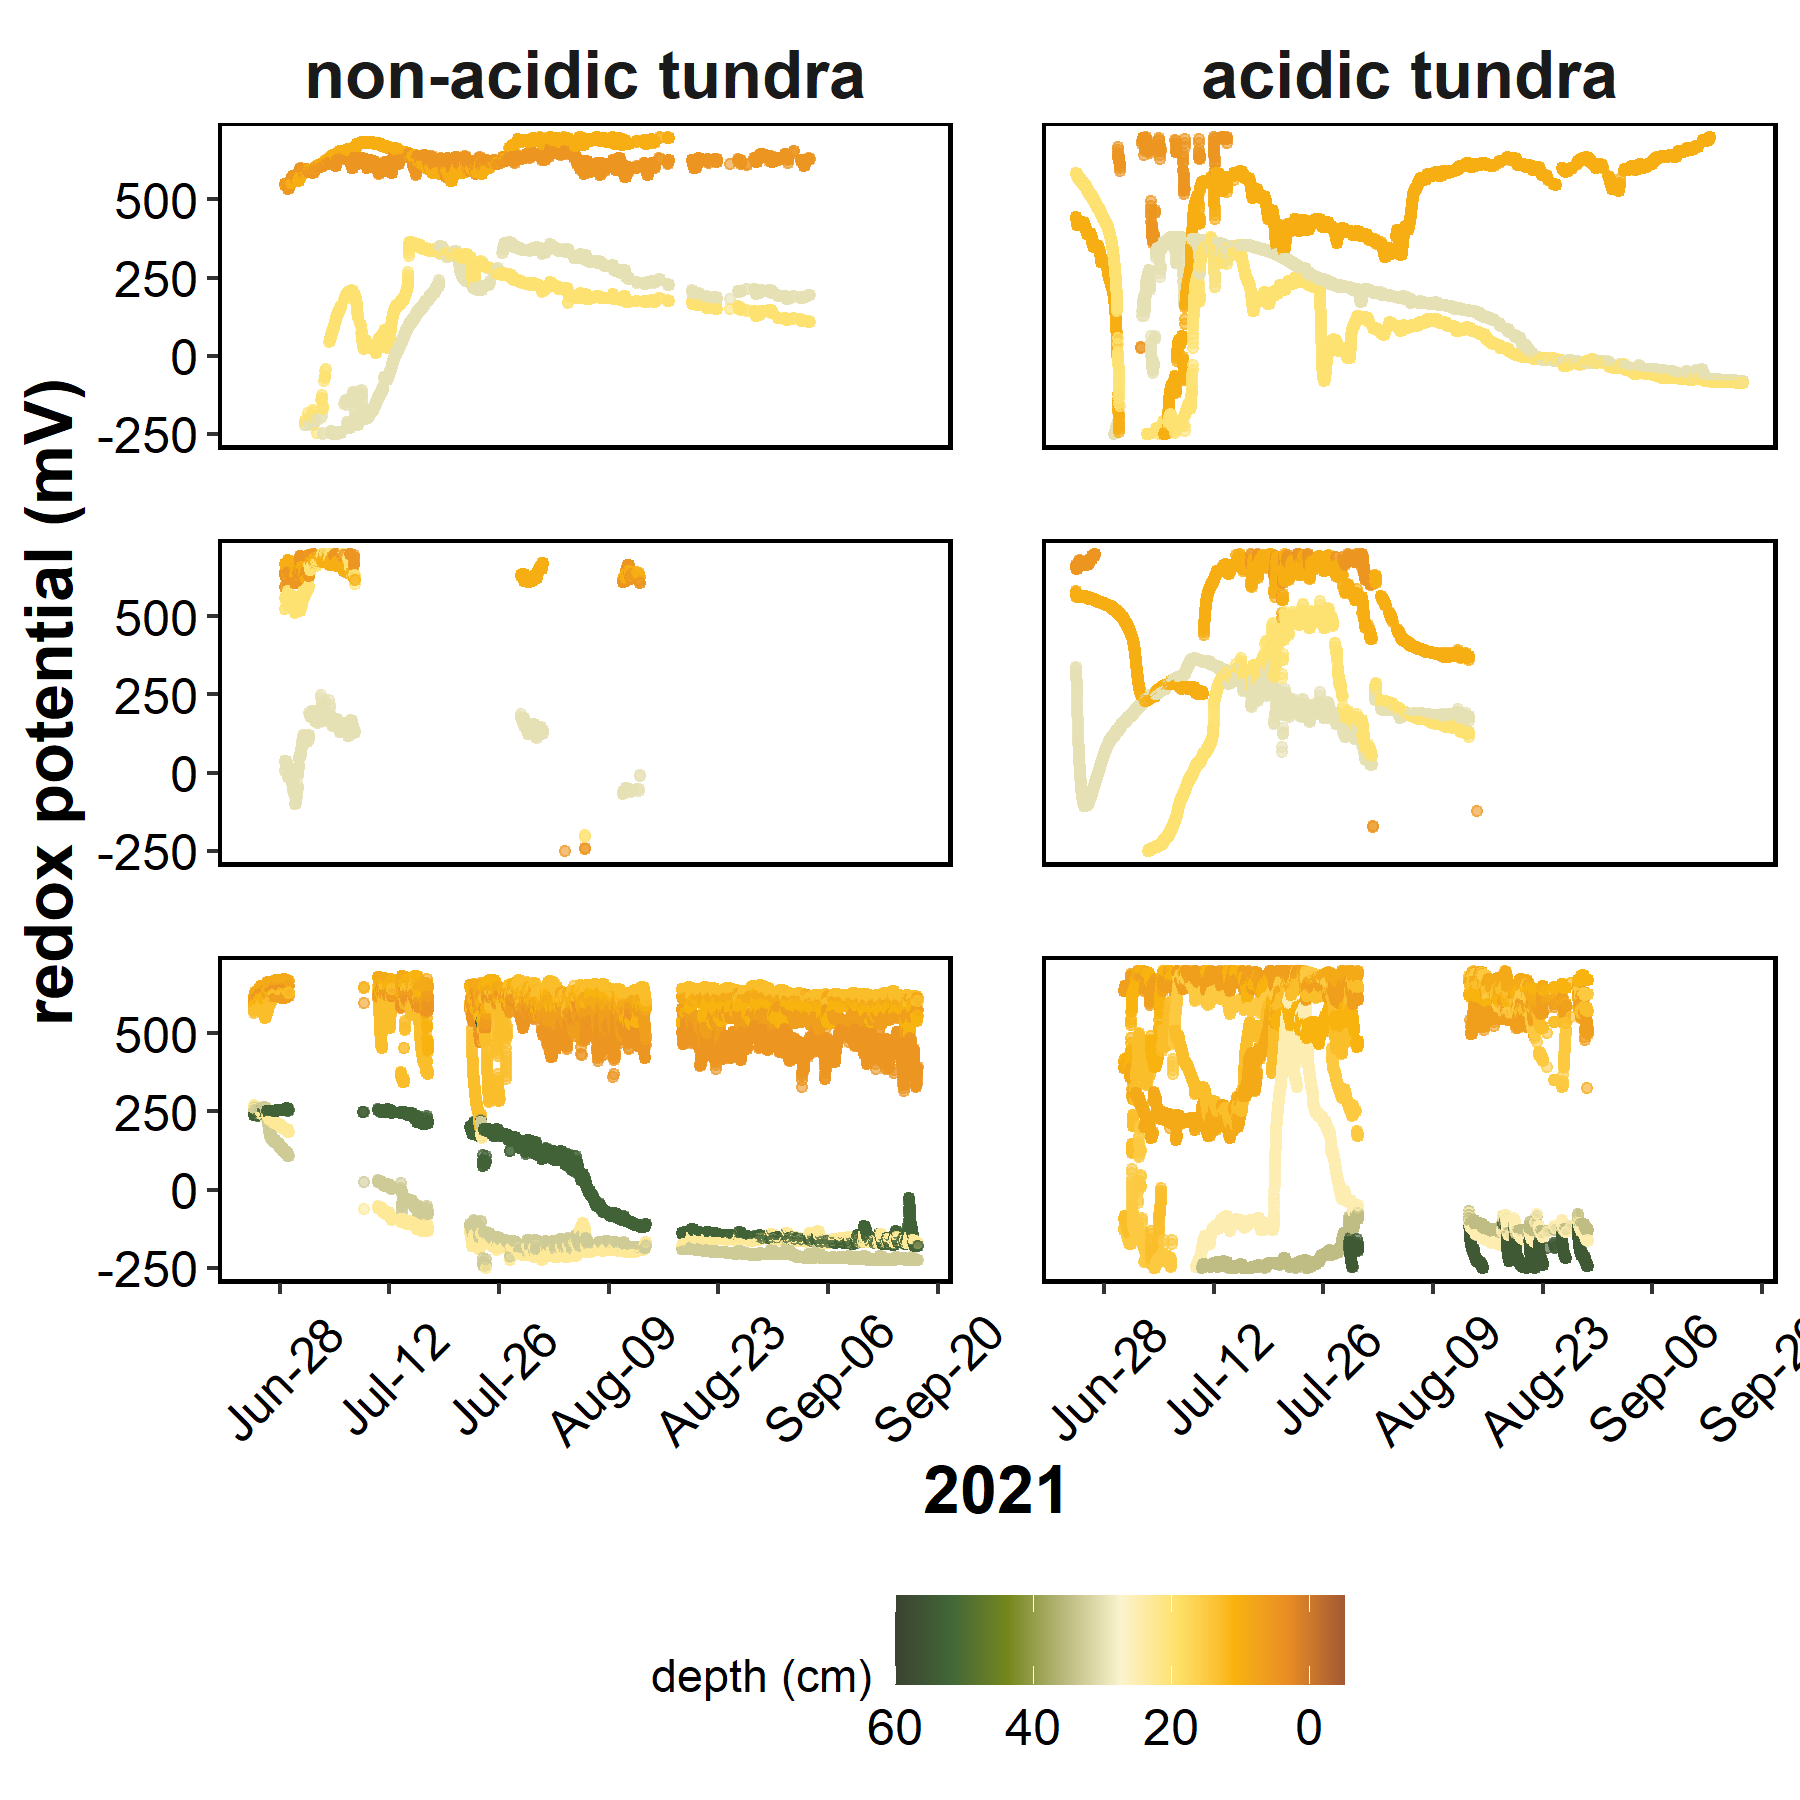 non-acidic tundra acidic tundra
redox potential (mV)
500
250
0
-250
500
250
0
-250
500
250
0
-250
Jun-28 Jul-12 Jul-26 Aug-09 Aug-23 Sep-06 Sep-20 Jun-28 Jul-12 Jul-26 Aug-09 Aug-23 Sep-06 Sep-2
2021
depth (cm)
60 40 20 0